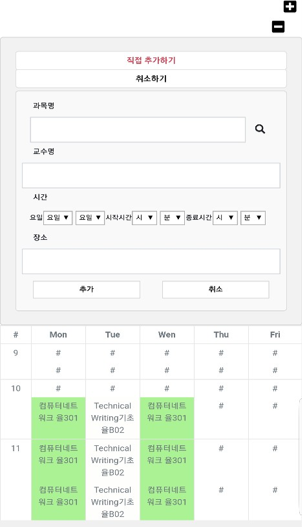 직접 추가하기
취소하기
과목명
교수명
시간
요일 요일 ▼ 요일 ▼ 시작시간 시 ▼ 분 ▼ 종료시간 시 ▼ 분 ▼
장소
추가 취소
# Mon Tue Wen Thu Fri
9 # # # # #
# # # # #
10 # # # # #
컴퓨터네트 Technical 컴퓨터네트 # #
워크 율301 Writing기초 워크 율301
율B02
11 컴퓨터네트 Technical 컴퓨터네트 # #
워크 율301 Writing기초 워크 율301
율B02
컴퓨터네트 Technical 컴퓨터네트 # #
워크 율301 Writing기초 워크 율301
율B02